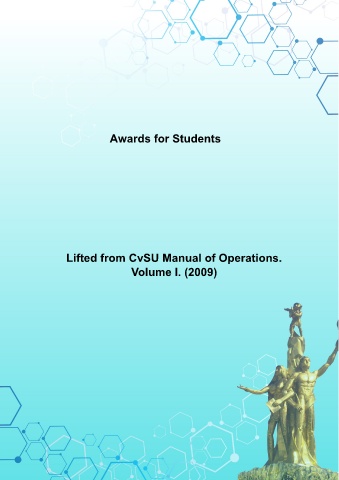 Awards for Students
Lifted from CvSU Manual of Operations.
Volume I. (2009)